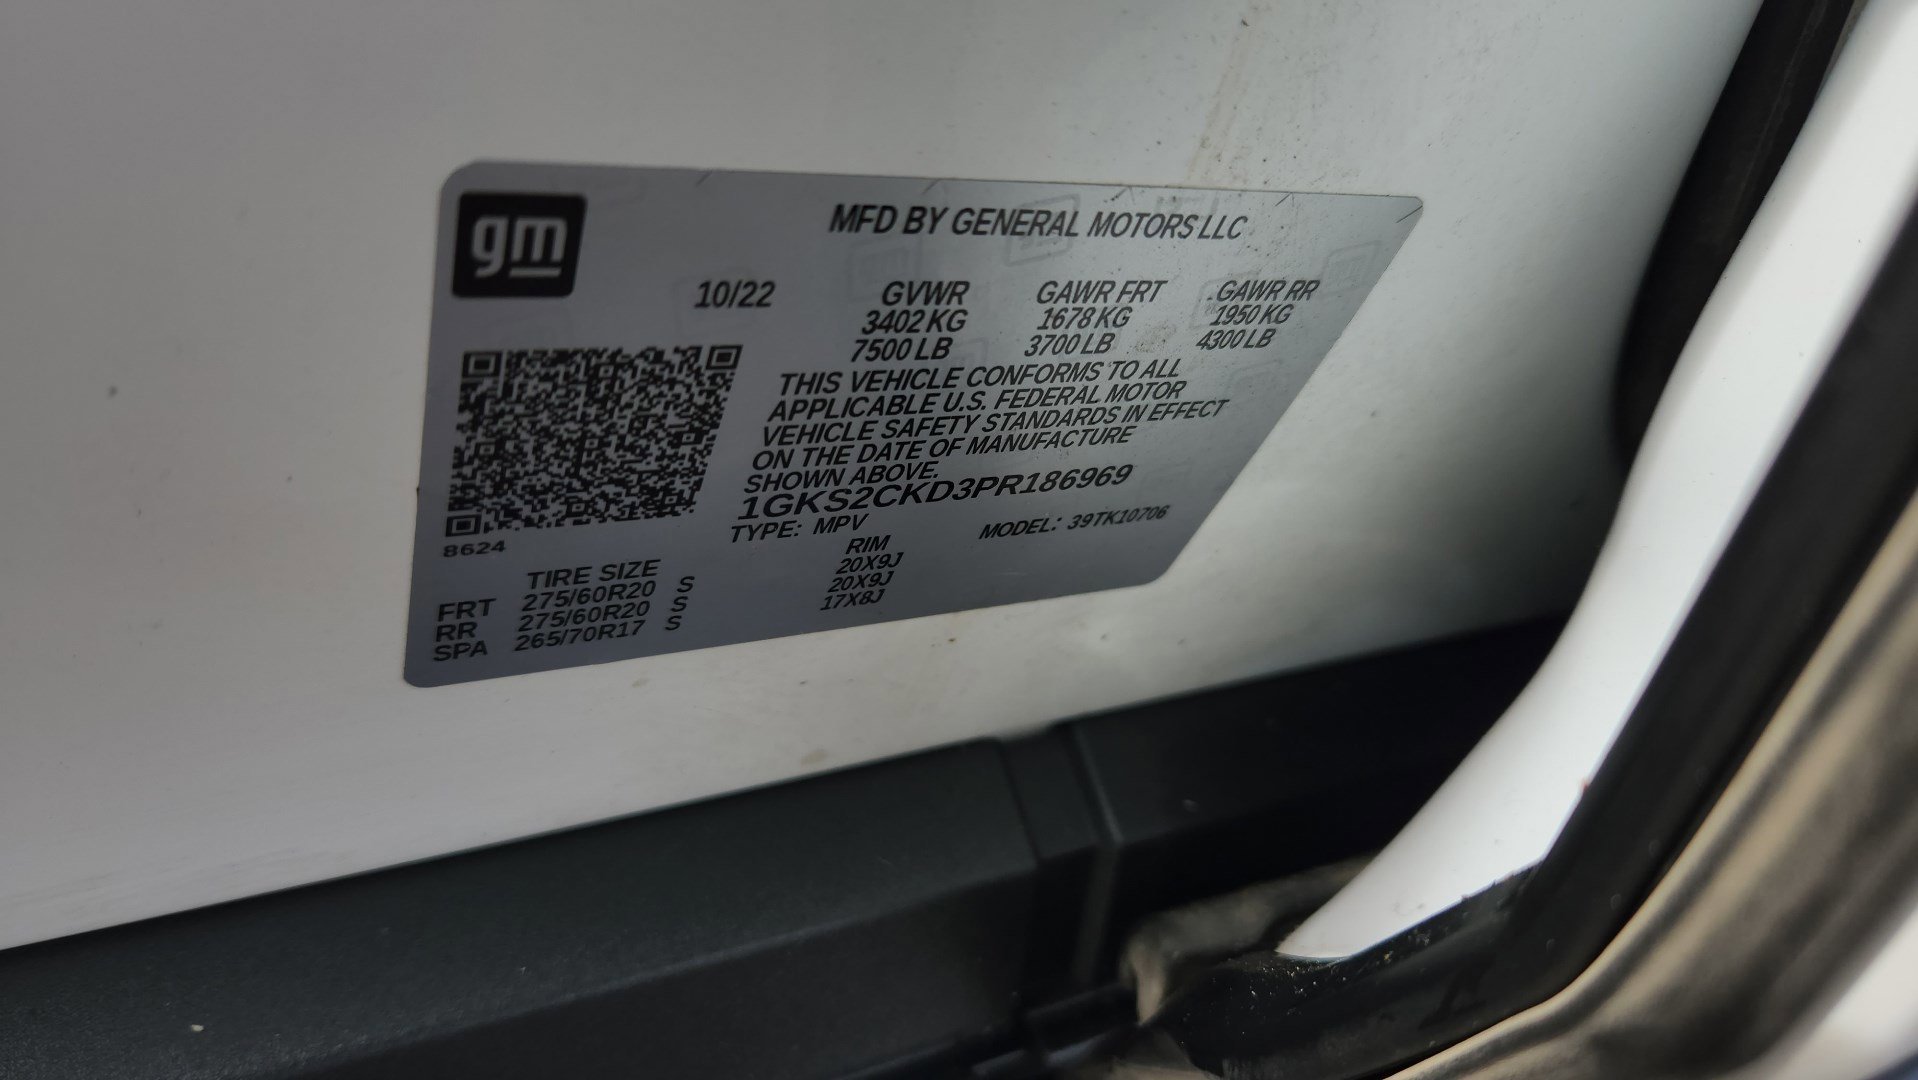 gm
MFD BY GENERAL MOTORS LLC
10/22 GVWR GAWR FRT GAWR RR
3402 KG 1678 KG 1950 KG
7500 LB 3700 LB 4300 LB
THIS VEHICLE CONFORMS TO ALL
APPLICABLE U.S. FEDERAL MOTOR
VEHICLE SAFETY STANDARDS IN EFFECT
ON THE DATE OF MANUFACTURE
SHOWN ABOVE.
1GKS2CKD3PR186969
TYPE: MPV MODEL: 39TK10706
8624
TIRE SIZE RIM
FRT 275/60R20 S 20X9J
RR 275/60R20 S 20X9J
SPA 265/70R17 S 17X8J